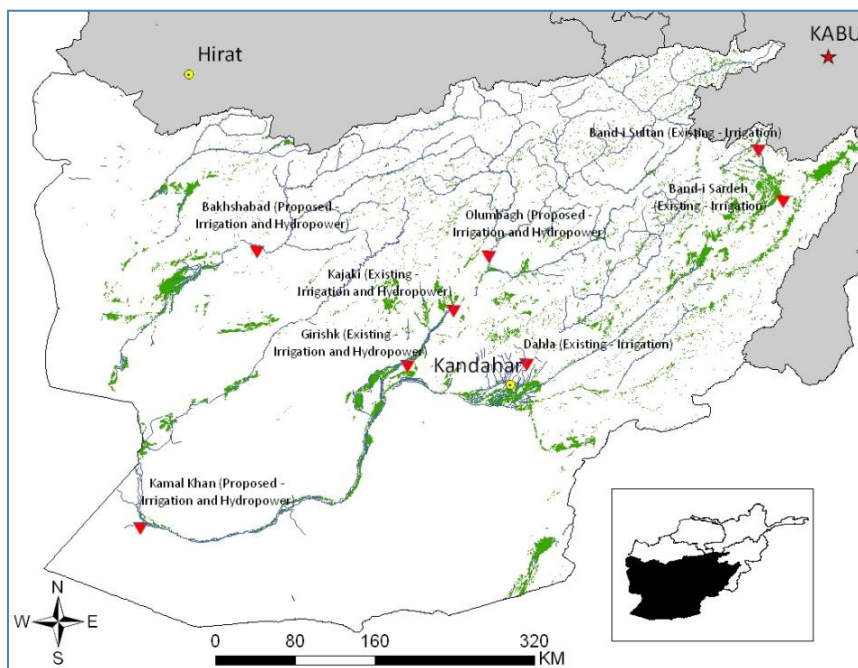 Hirat
KABU
Band-i Sultan (Existing - Irrigation)
Band-i Sardeh
(Existing - Irrigation)
Bakhshabad (Proposed -
Irrigation and Hydropower)
Olumbagh (Proposed -
Irrigation and Hydropower)
Kajaki (Existing -
Irrigation and Hydropower)
Girishk (Existing -
Irrigation and Hydropower)
Dahla (Existing - Irrigation)
Kandahar
Kamal Khan (Proposed -
Irrigation and Hydropower)
N
W
E
S
0 80 160 320
KM